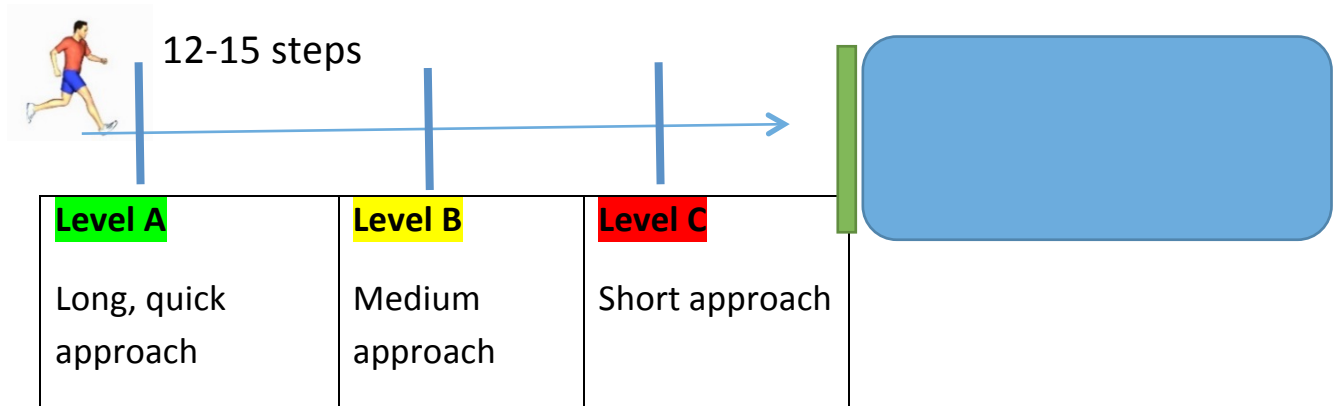 12-15 steps
Level A
Long, quick
approach
Level B
Medium
approach
Level C
Short approach